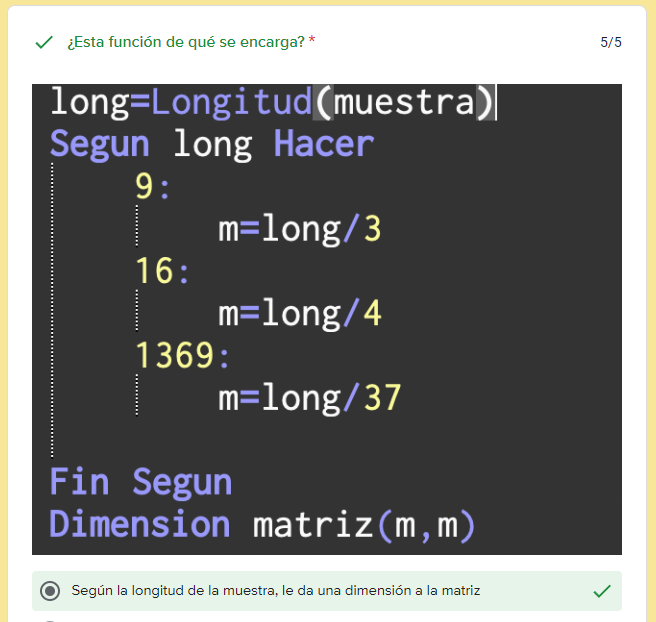 ¿Esta función de qué se encarga? *
5/5
long=Longitud(muestra)
Segun long Hacer
9:
m=long/3
16:
m=long/4
1369:
m=long/37
Fin Segun
Dimension matriz(m,m)
Según la longitud de la muestra, le da una dimensión a la matriz